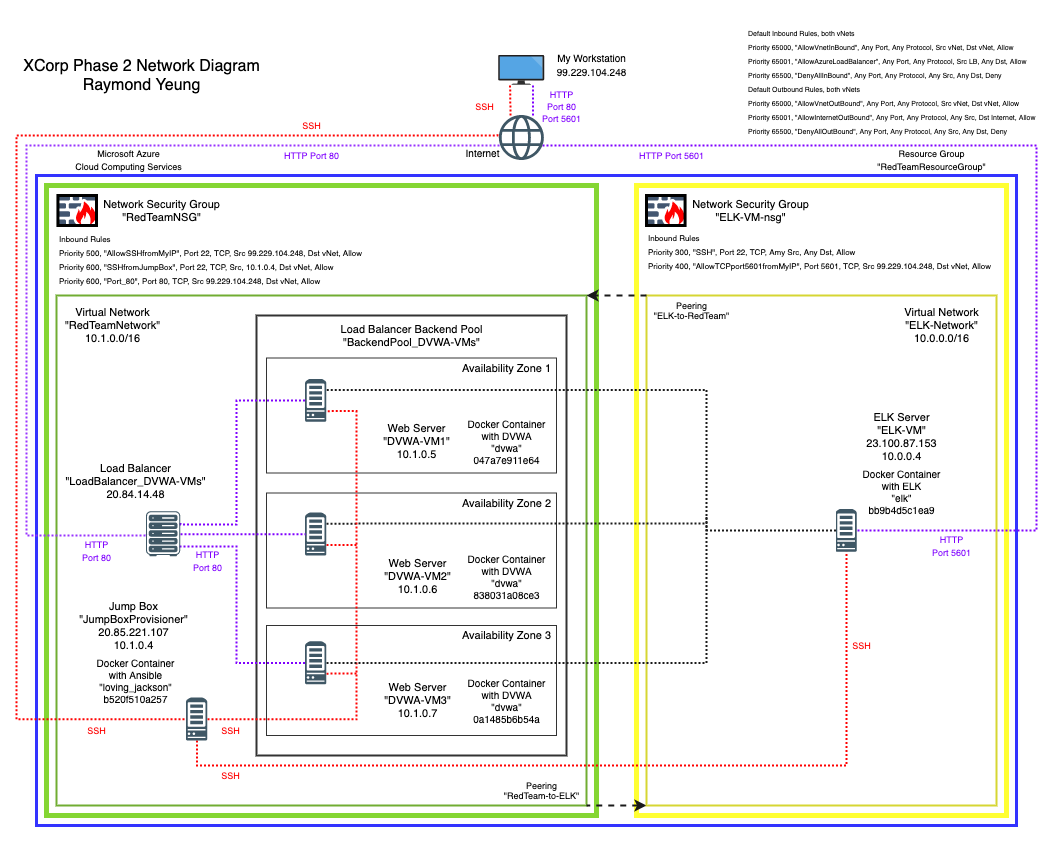 XCorp Phase 2 Network Diagram
Raymond Yeung
My Workstation
99.229.104.248
SSH
HTTP
Port 80
Port 5601
Internet
Default Inbound Rules, both vNets
Priority 65000, "AllowVnetInBound", Any Port, Any Protocol, Src vNet, Dst vNet, Allow
Priority 65001, "AllowAzureLoadBalancer", Any Port, Any Protocol, Src LB, Any Dst, Allow
Priority 65500, "DenyAllInBound", Any Port, Any Protocol, Any Src, Any Dst, Deny
Default Outbound Rules, both vNets
Priority 65000, "AllowVnetOutBound", Any Port, Any Protocol, Src vNet, Dst vNet, Allow
Priority 65001, "AllowInternetOutBound", Any Port, Any Protocol, Any Src, Dst Internet, Allow
Priority 65500, "DenyAllOutBound", Any Port, Any Protocol, Any Src, Any Dst, Deny
SSH
HTTP Port 80
HTTP Port 5601
Microsoft Azure
Cloud Computing Services
Resource Group
"RedTeamResourceGroup"
Network Security Group
"RedTeamNSG"
Inbound Rules
Priority 500, "AllowSSHfromMyIP", Port 22, TCP, Src 99.229.104.248, Dst vNet, Allow
Priority 600, "SSHfromJumpBox", Port 22, TCP, Src, 10.1.0.4, Dst vNet, Allow
Priority 600, "Port_80", Port 80, TCP, Src 99.229.104.248, Dst vNet, Allow
Network Security Group
"ELK-VM-nsg"
Inbound Rules
Priority 300, "SSH", Port 22, TCP, Amy Src, Any Dst, Allow
Priority 400, "AllowTCPport5601fromMyIP", Port 5601, TCP, Src 99.229.104.248, Dst vNet, Allow
Virtual Network
"RedTeamNetwork"
10.1.0.0/16
Load Balancer Backend Pool
"BackendPool_DVWA-VMs"
Availability Zone 1
Web Server
"DVWA-VM1"
10.1.0.5
Docker Container
with DVWA
"dvwa"
047a7e911e64
Availability Zone 2
Web Server
"DVWA-VM2"
10.1.0.6
Docker Container
with DVWA
"dvwa"
838031a08ce3
Availability Zone 3
Web Server
"DVWA-VM3"
10.1.0.7
Docker Container
with DVWA
"dvwa"
0a1485b6b54a
Load Balancer
"LoadBalancer_DVWA-VMs"
20.84.14.48
HTTP
Port 80
HTTP
Port 80
Jump Box
"JumpBoxProvisioner"
20.85.221.107
10.1.0.4
Docker Container
with Ansible
"loving_jackson"
b520f510a257
SSH
SSH
SSH
Peering
"RedTeam-to-ELK"
Peering
"ELK-to-RedTeam"
Virtual Network
"ELK-Network"
10.0.0.0/16
ELK Server
"ELK-VM"
23.100.87.153
10.0.0.4
Docker Container
with ELK
"elk"
bb9b4d5c1ea9
HTTP
Port 5601
SSH